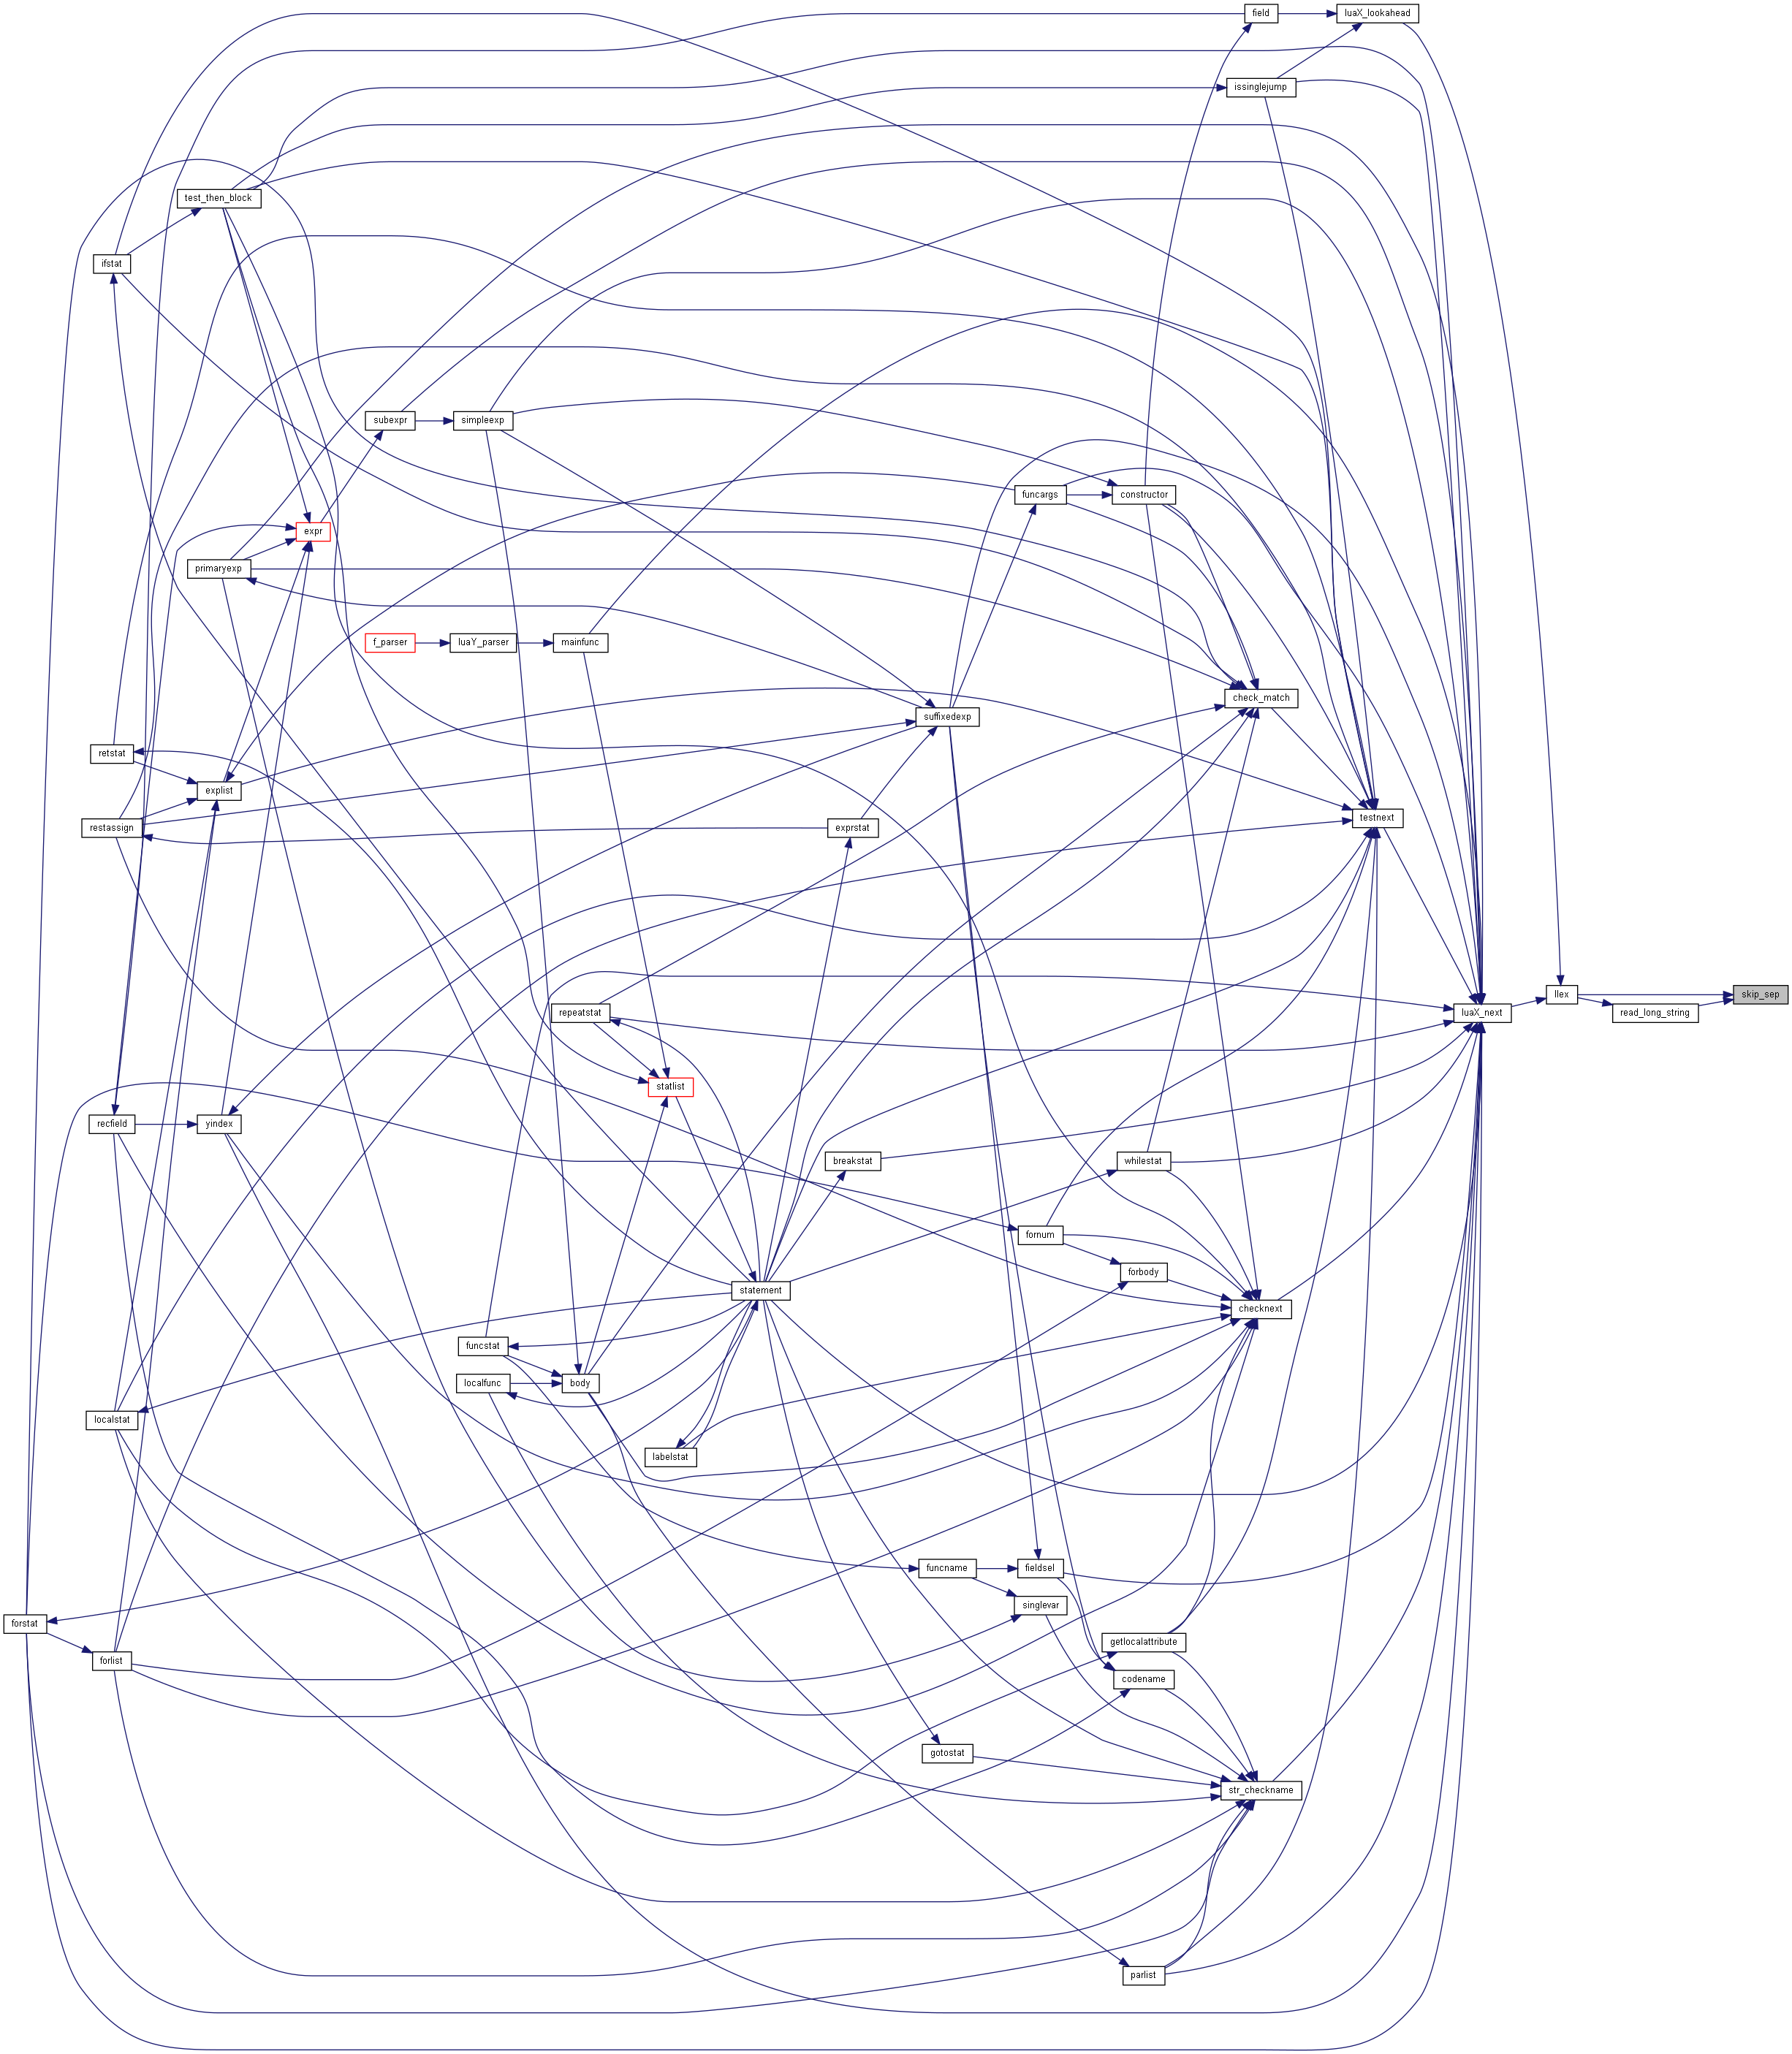 field
luaX_lookahead
issinglejump
test_then_block
ifstat
subexpr
simpleexp
funcargs
constructor
expr
primaryexp
f_parser
luaY_parser
mainfunc
check_match
suffixedexp
retstat
explist
restassign
exprstat
testnext
skip_sep
llex
repeatstat
luaX_next
read_long_string
statlist
recfield
yindex
breakstat
whilestat
fornum
forbody
statement
checknext
funcstat
localfunc
body
localstat
labelstat
funcname
fieldsel
singlevar
forstat
getlocalattribute
forlist
codename
gotostat
str_checkname
parlist